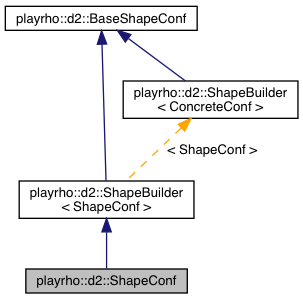 playrho::d2::BaseShapeConf
playrho::d2::ShapeBuilder
< ConcreteConf >
< ShapeConf >
playrho::d2::ShapeBuilder
< ShapeConf >
playrho::d2::ShapeConf